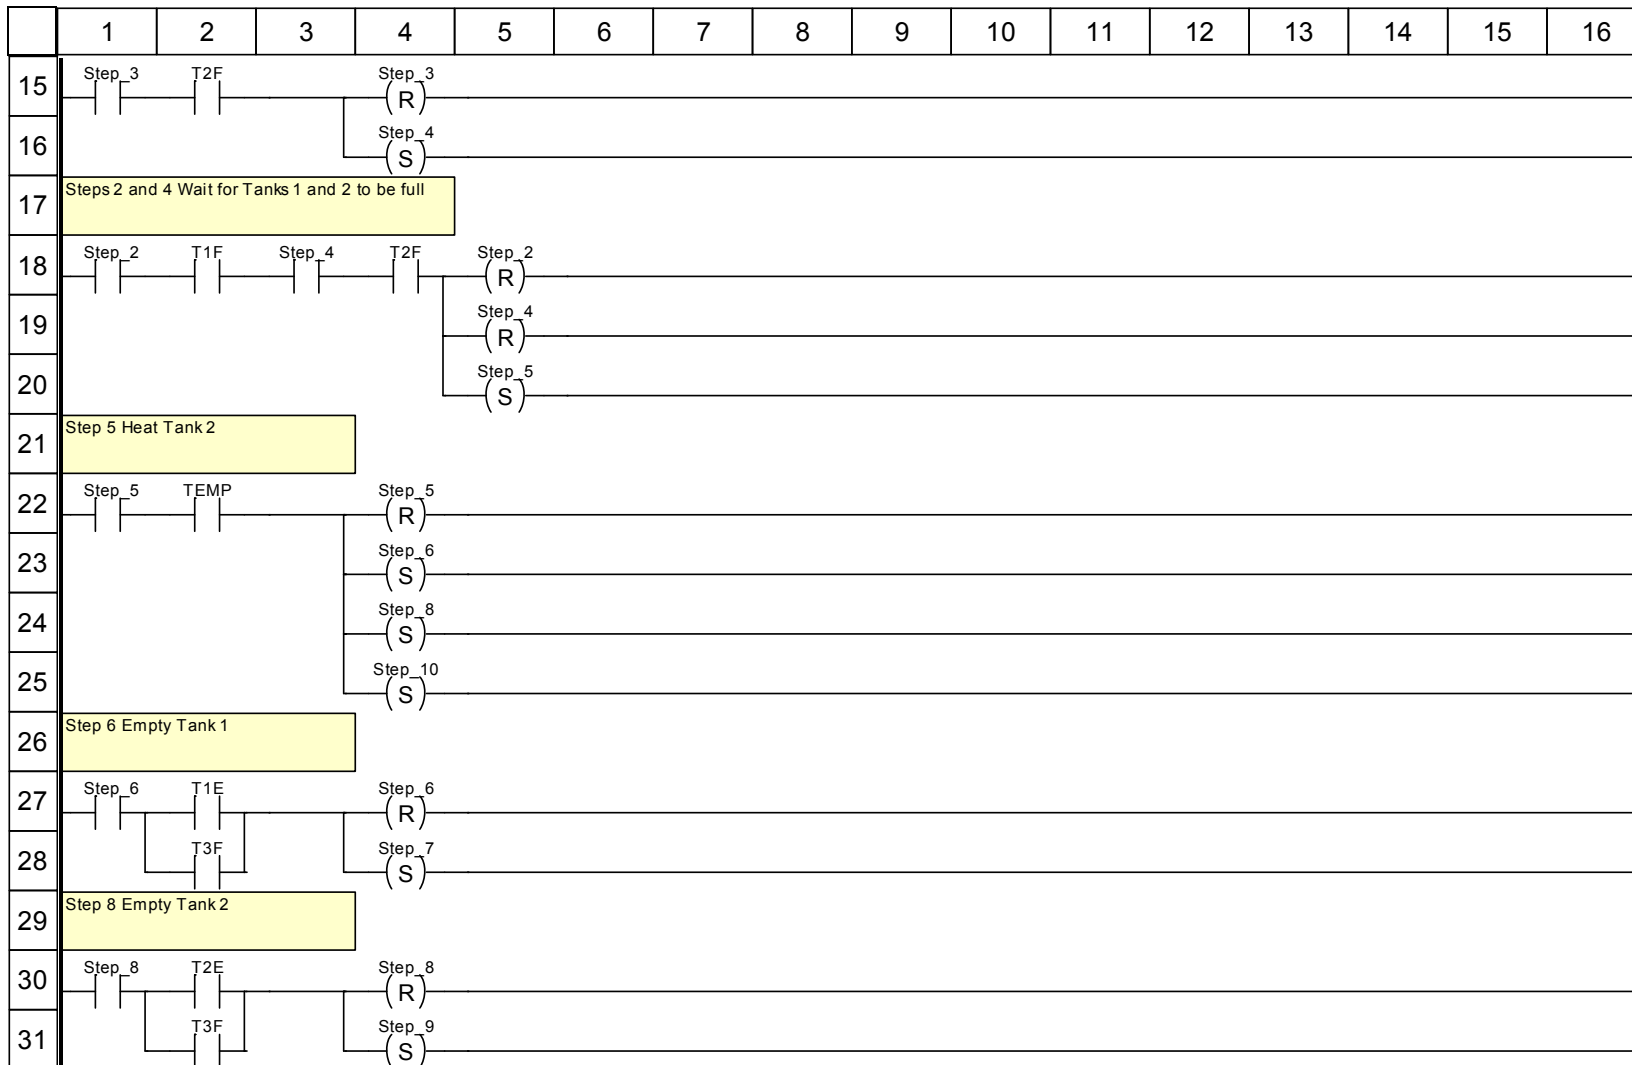 1 2 3 4 5 6 7 8 9 10 11 12 13 14 15 16
Step_3 T2F Step_3
15 R
Step_4
16 S
Steps 2 and 4 Wait for Tanks 1 and 2 to be full
17
Step_2 T1F Step_4 T2F Step_2
18 R
Step_4
19 R
Step_5
20 S
Step 5 Heat Tank 2
21
Step_5 TEMP Step_5
22 R
Step_6
23 S
Step_8
24 S
Step_10
25 S
Step 6 Empty Tank 1
26
Step_6 T1E Step_6
27 R
T3F Step_7
28 S
Step 8 Empty Tank 2
29
Step_8 T2E Step_8
30 R
T3F Step_9
31 S